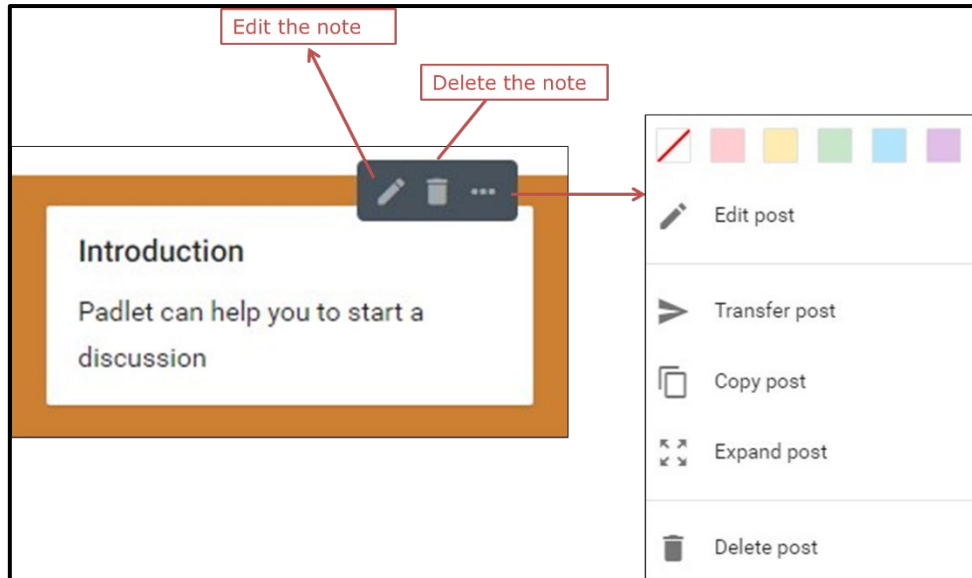 Edit the note
Delete the note
Introduction
Padlet can help you to start a
discussion
Edit post
Transfer post
Copy post
Expand post
Delete post